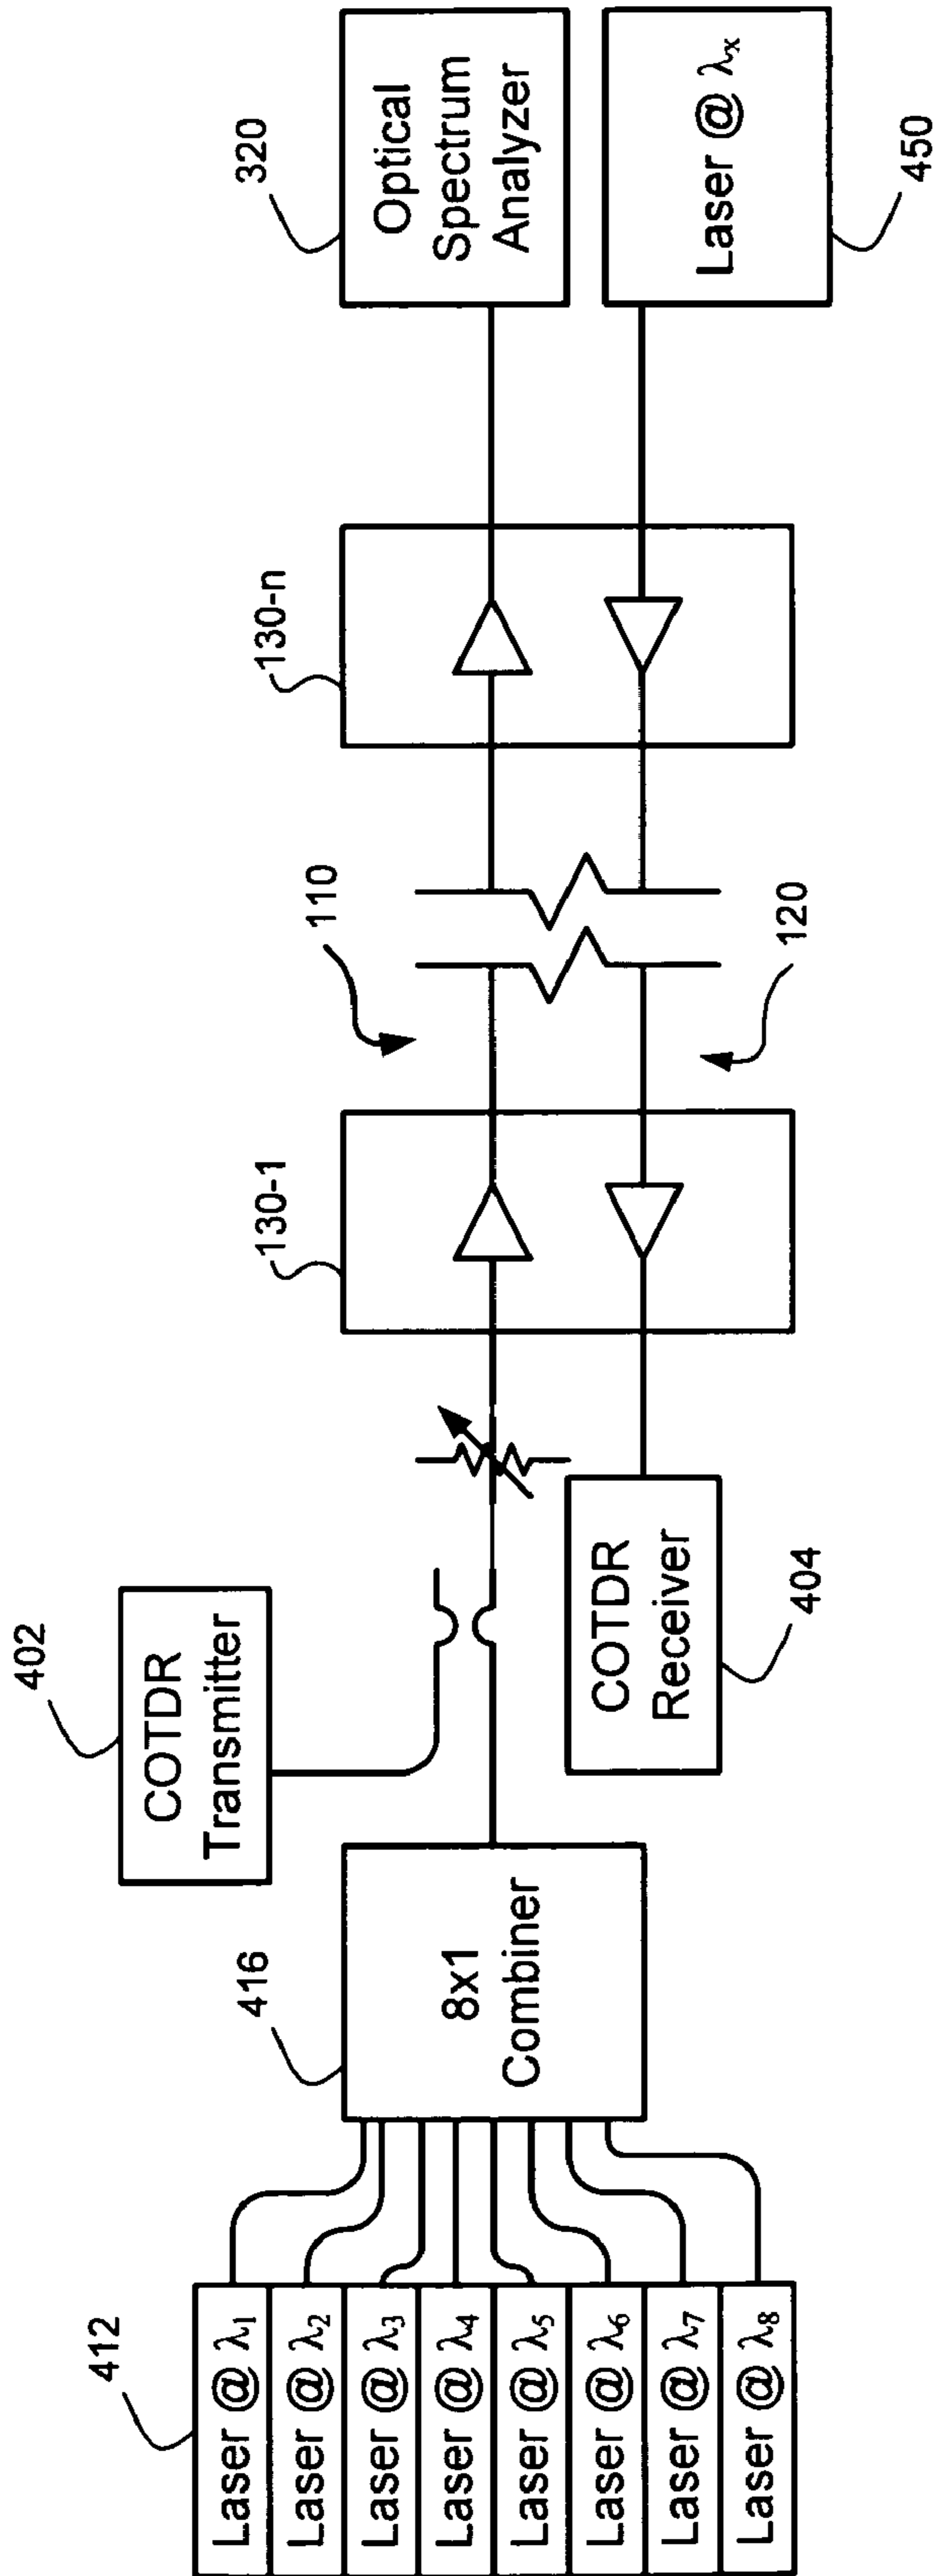 412
Laser @ λ1
Laser @ λ2
Laser @ λ3
Laser @ λ4
Laser @ λ5
Laser @ λ6
Laser @ λ7
Laser @ λ8
416
8x1
Combiner
402
COTDR
Transmitter
COTDR
Receiver
404
130-1
110
120
130-n
320
Optical
Spectrum
Analyzer
Laser @ λx
450